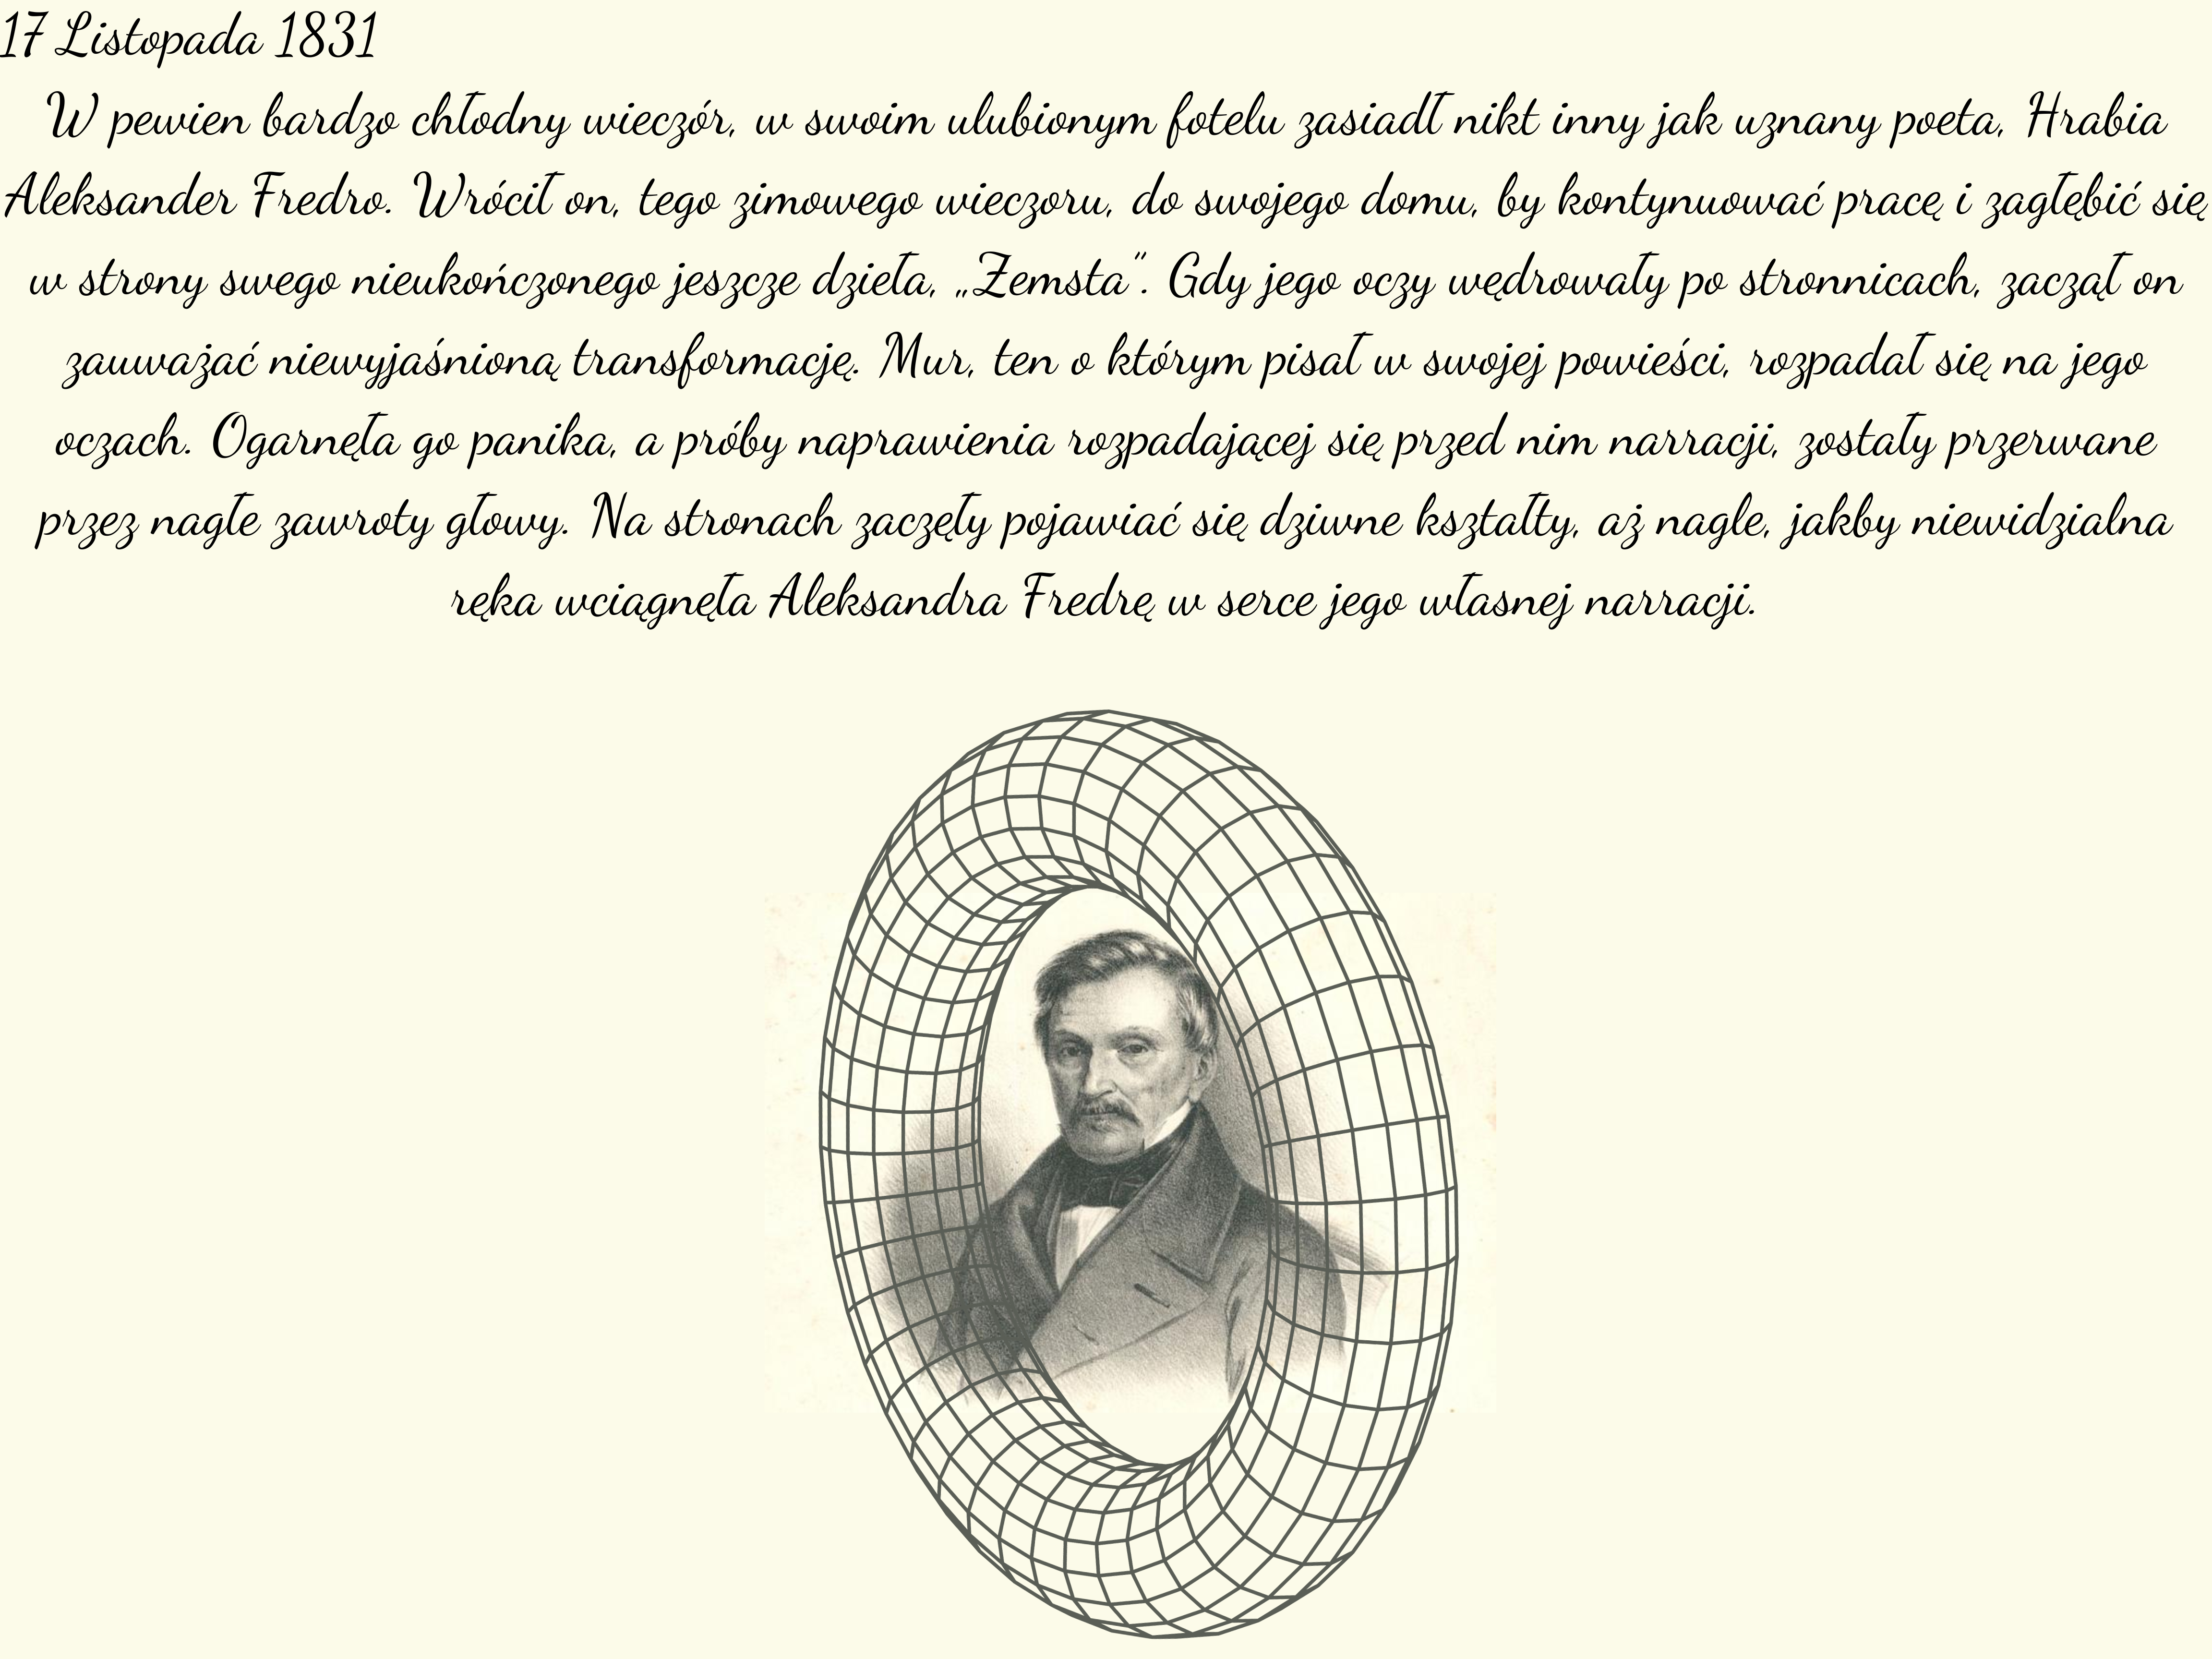 17 Listopada 1831
W pewien bardzo chłodny wieczór, w swoim ulubionym fotelu zasiadł nikt inny jak uznany poeta, Hrabia
Aleksander Fredro. Wrócił on, tego zimowego wieczoru, do swojego domu, by kontynuować pracę i zagłębić się
w strony swego nieukończonego jeszcze dzieła, „Zemsta”. Gdy jego oczy wędrowały po stronnicach, zaczął on
zauważać niewyjaśnioną transformację. Mur, ten o którym pisał w swojej powieści, rozpadał się na jego
oczach. Ogarnęła go panika, a próby naprawienia rozpadającej się przed nim narracji, zostały przerwane
przez nagłe zawroty głowy. Na stronach zaczęły pojawiać się dziwne kształty, aż nagle, jakby niewidzialna
ręka wciągnęła Aleksandra Fredrę w serce jego własnej narracji.